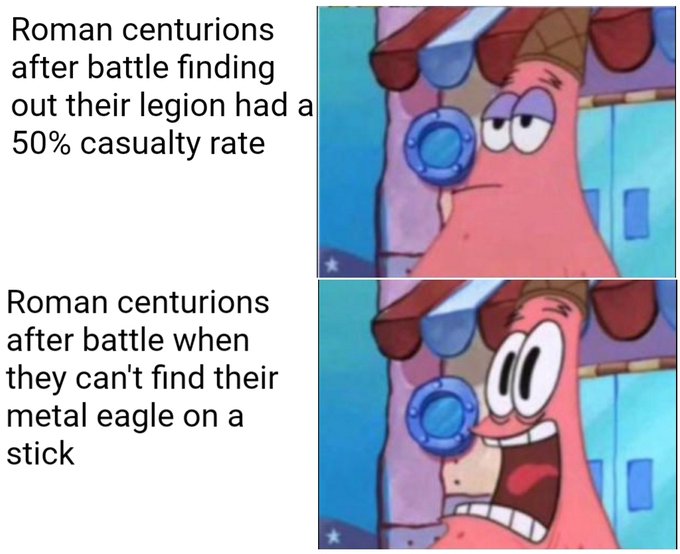 Roman centurions
after battle finding
out their legion had a
50% casualty rate
Roman centurions
after battle when
they can't find their
metal eagle on a
stick